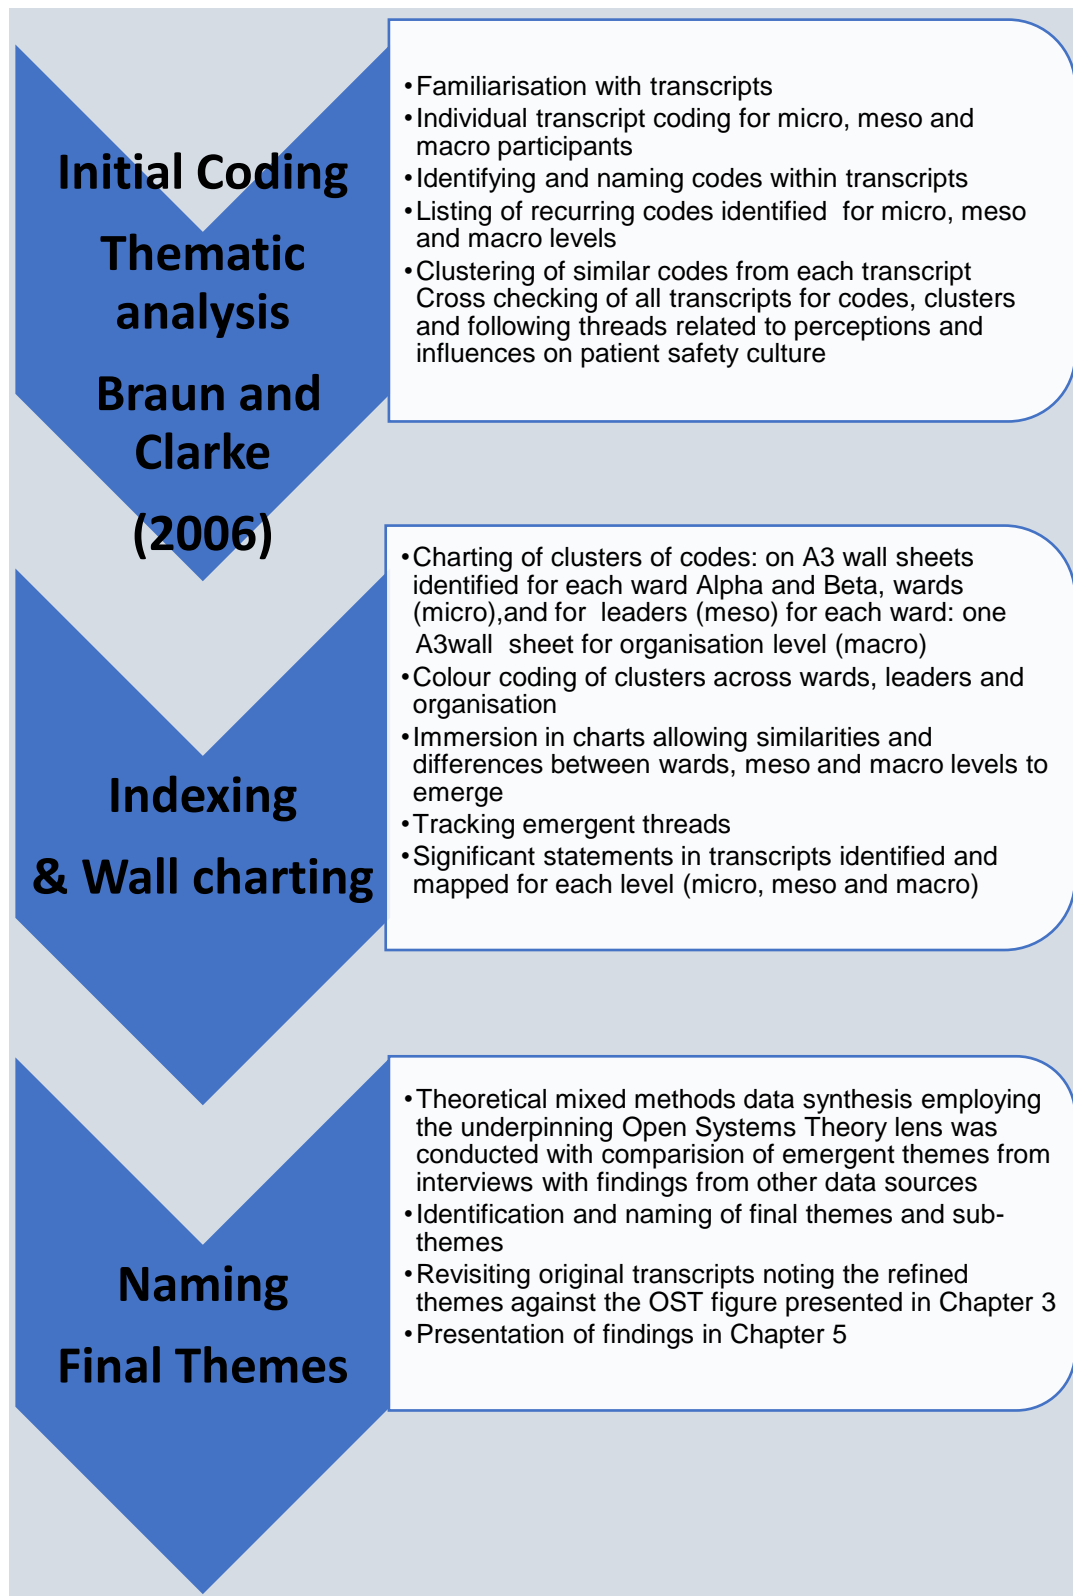 Initial Coding
Thematic
analysis
Braun and
Clarke
(2006)
•Familiarisation with transcripts
•Individual transcript coding for micro, meso and
macro participants
•Identifying and naming codes within transcripts
•Listing of recurring codes identified  for micro, meso
and macro levels
•Clustering of similar codes from each transcript
Cross checking of all transcripts for codes, clusters
and following threads related to perceptions and
influences on patient safety culture
Indexing
& Wall charting
•Charting of clusters of codes: on A3 wall sheets
identified for each ward Alpha and Beta, wards
(micro),and for  leaders (meso) for each ward: one
A3wall  sheet for organisation level (macro)
•Colour coding of clusters across wards, leaders and
organisation
•Immersion in charts allowing similarities and
differences between wards, meso and macro levels to
emerge
•Tracking emergent threads
•Significant statements in transcripts identified and
mapped for each level (micro, meso and macro)
Naming
Final Themes
•Theoretical mixed methods data synthesis employing
the underpinning Open Systems Theory lens was
conducted with comparision of emergent themes from
interviews with findings from other data sources
•Identification and naming of final themes and sub-
themes
•Revisiting original transcripts noting the refined
themes against the OST figure presented in Chapter 3
•Presentation of findings in Chapter 5